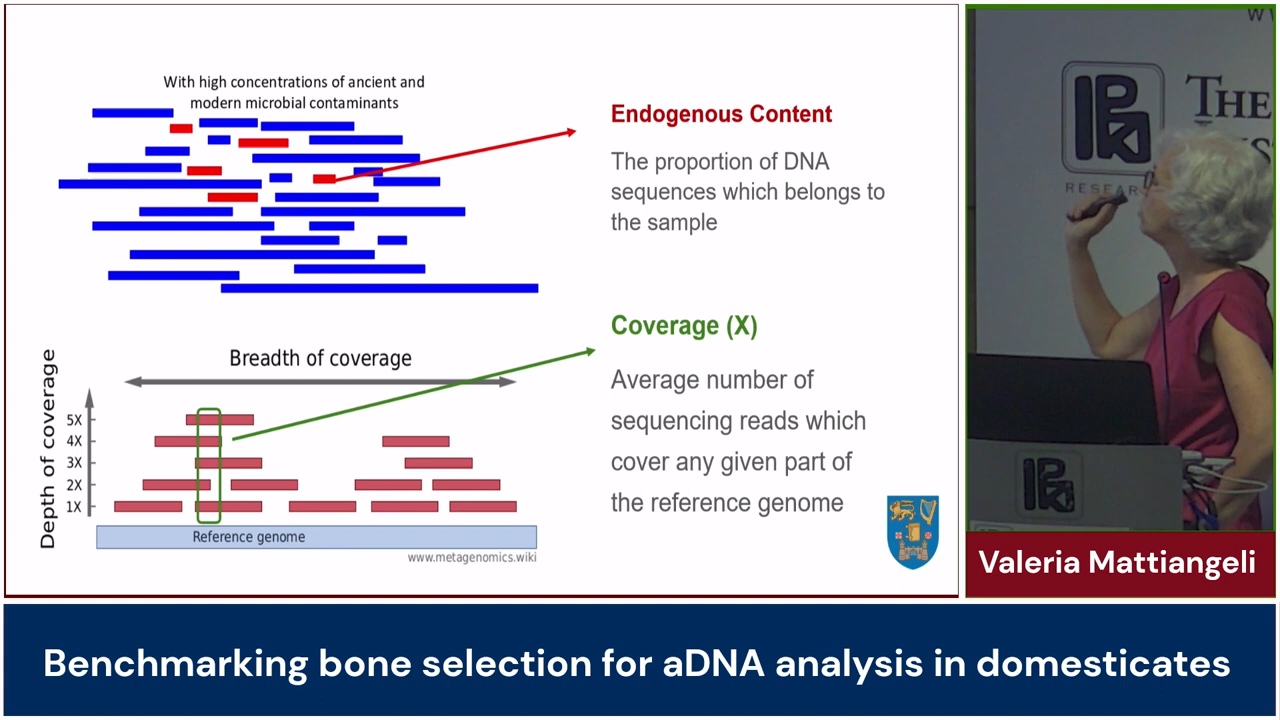 With high concentrations of ancient and
modern microbial contaminants
Endogenous Content
The proportion of DNA
sequences which belongs to
the sample
Coverage (X)
Average number of
sequencing reads which
cover any given part of
the reference genome
Breadth of coverage
Depth of coverage
5X
4X
3X
2X
1X
Reference genome
www.metagenomics.wiki
THE
RESEAR
Valeria Mattiangeli
Benchmarking bone selection for aDNA analysis in domesticates